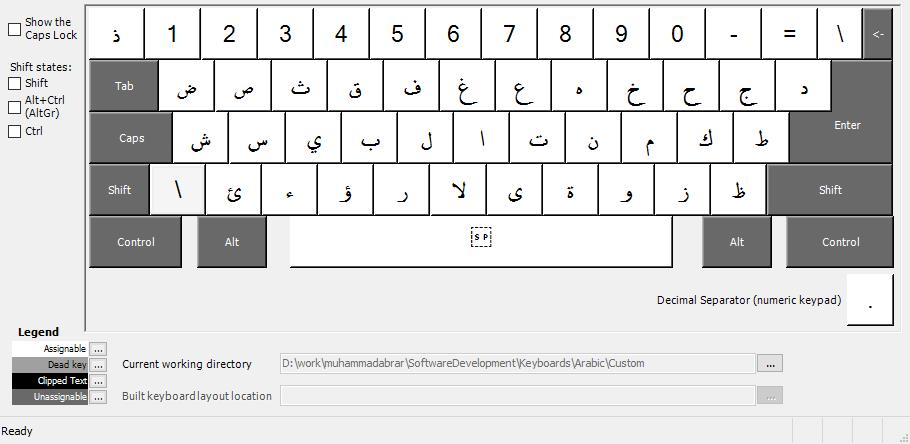 Show the
Caps Lock
Shift states:
Shift
Alt+Ctrl
(AltGr)
Ctrl
ذ 1 2 3 4 5 6 7 8 9 0 - = \ <-
Tab ض ص ث ق ف غ ع ه خ ح ج د
Enter
Caps ش س ي ب ل ا ت ن م ك ط
Shift \ ئ ء ؤ ر لا ى ة و ز ظ Shift
Control Alt SP Alt Control
Decimal Separator (numeric keypad) .
Legend
Assignable ...
Dead key ...
Clipped Text ...
Unassignable ...
Current working directory D:\work\muhammadabrar\SoftwareDevelopment\Keyboards\Arabic\Custom ...
Built keyboard layout location ...
Ready